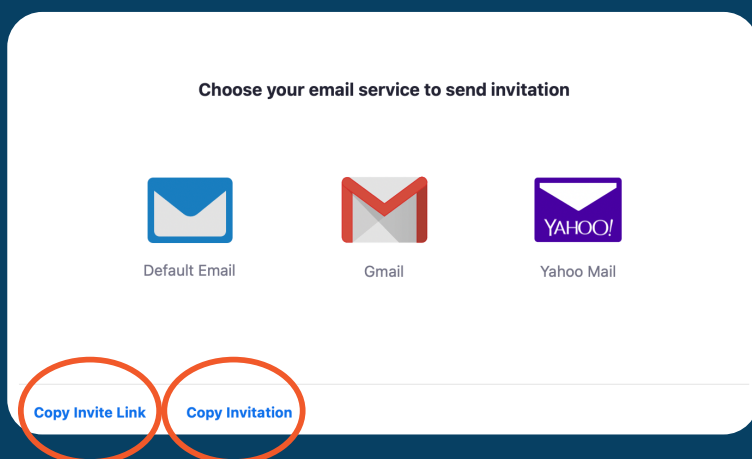 Choose your email service to send invitation
YAHOO!
Default Email
Gmail
Yahoo Mail
Copy Invite Link
Copy Invitation